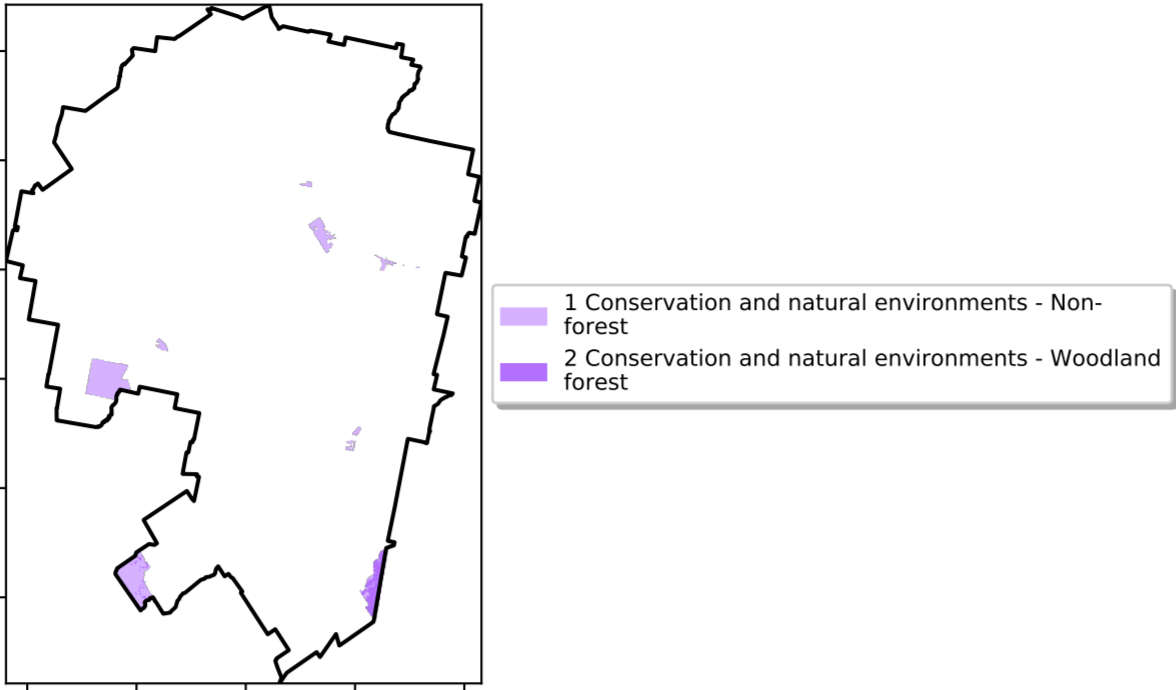 1 Conservation and natural environments - Non-
forest
2 Conservation and natural environments - Woodland
forest